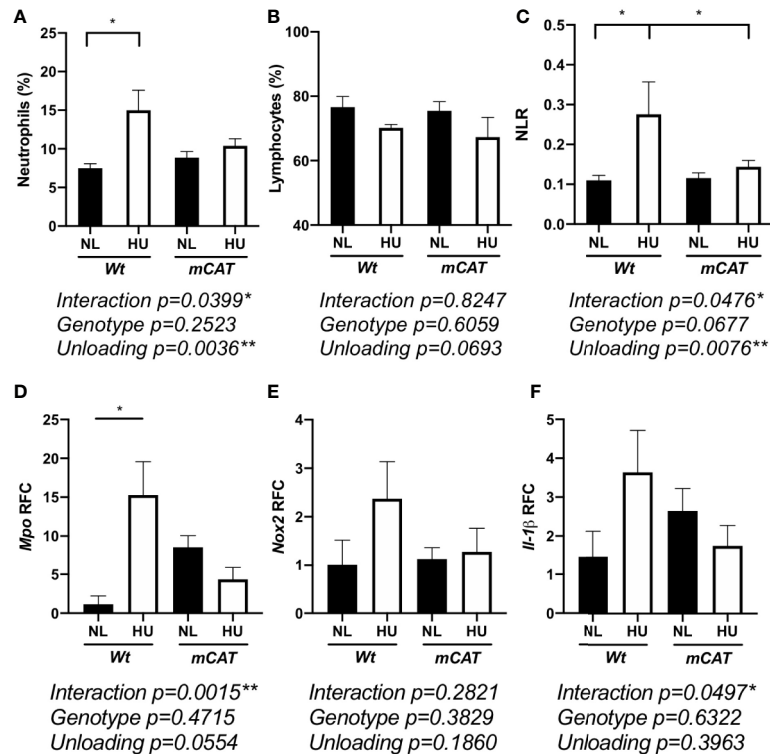 A
*
Neutrophils (%)
25
20
15
10
5
0
NL HU NL HU
Wt mCAT
Interaction p=0.0399*
Genotype p=0.2523
Unloading p=0.0036**
B
Lymphocytes (%)
100
80
60
40
NL HU NL HU
Wt mCAT
Interaction p=0.8247
Genotype p=0.6059
Unloading p=0.0693
C
* *
NLR
0.5
0.4
0.3
0.2
0.1
0.0
NL HU NL HU
Wt mCAT
Interaction p=0.0476*
Genotype p=0.0677
Unloading p=0.0076**
D
*
Mpo RFC
25
20
15
10
5
0
NL HU NL HU
Wt mCAT
Interaction p=0.0015**
Genotype p=0.4715
Unloading p=0.0554
E
Nox2 RFC
4
3
2
1
0
NL HU NL HU
Wt mCAT
Interaction p=0.2821
Genotype p=0.3829
Unloading p=0.1860
F
Il-1β RFC
5
4
3
2
1
0
NL HU NL HU
Wt mCAT
Interaction p=0.0497*
Genotype p=0.6322
Unloading p=0.3963